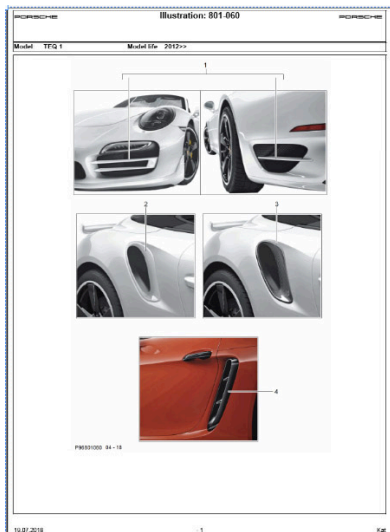 PORSCHE Illustration: 801-060 PORSCHE
Model TEQ 1 Model life 2012>>
1
2 3
4
19.07.2018 - 1 Kat